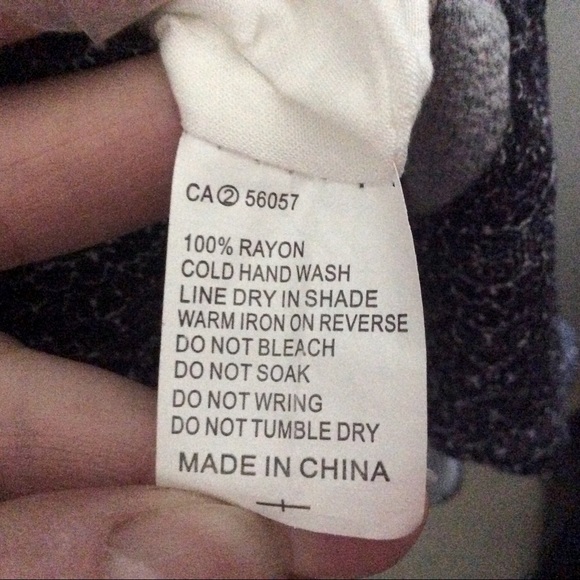 CA② 56057
100% RAYON
COLD HAND WASH
LINE DRY IN SHADE
WARM IRON ON REVERSE
DO NOT BLEACH
DO NOT SOAK
DO NOT WRING
DO NOT TUMBLE DRY
MADE IN CHINA